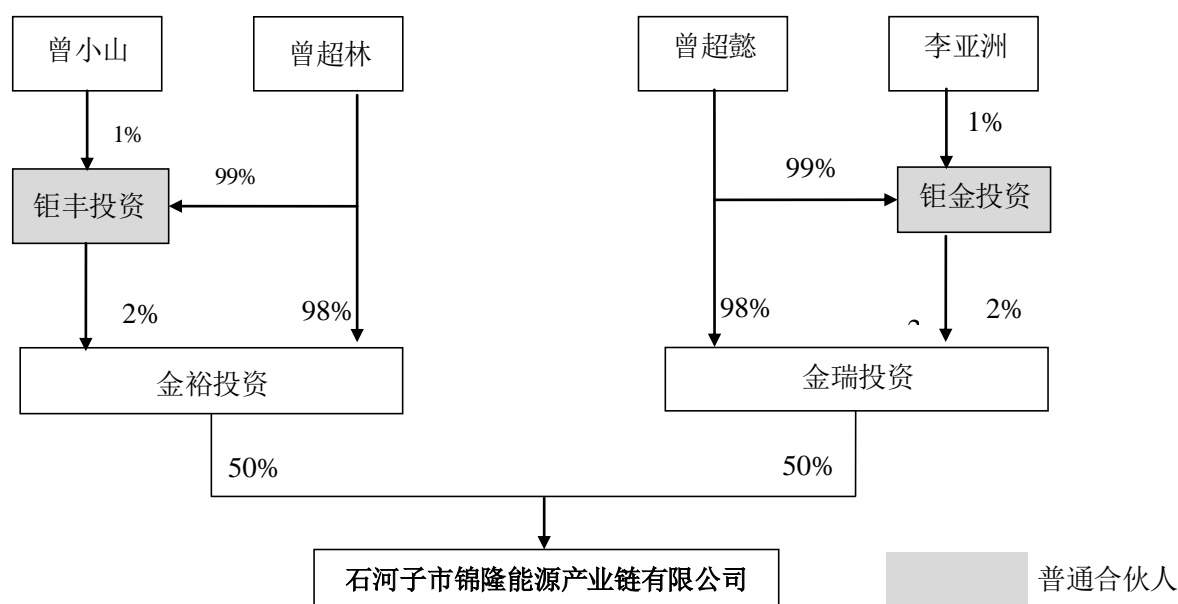 曾小山
曾超林
曾超懿
李亚洲
1%
1%
99%
99%
钜丰投资
钜金投资
2%
98%
98%
2%
金裕投资
金瑞投资
50%
50%
石河子市锦隆能源产业链有限公司
普通合伙人